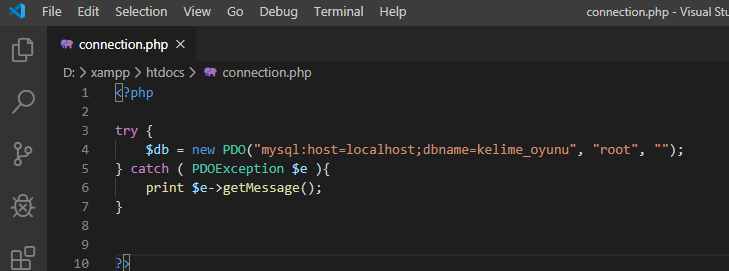 File Edit Selection View PDO Go Debug Terminal Help connection.php - Visual Stu
connection.php ×
D: > xampp > htdocs > connection.php
1 <?php
2
3 try {
4     $db = new PDO("mysql:host=localhost;dbname=kelime_oyunu", "root", "");
5 } catch ( PDOException $e ){
6     print $e->getMessage();
7 }
8
9
10 ?>